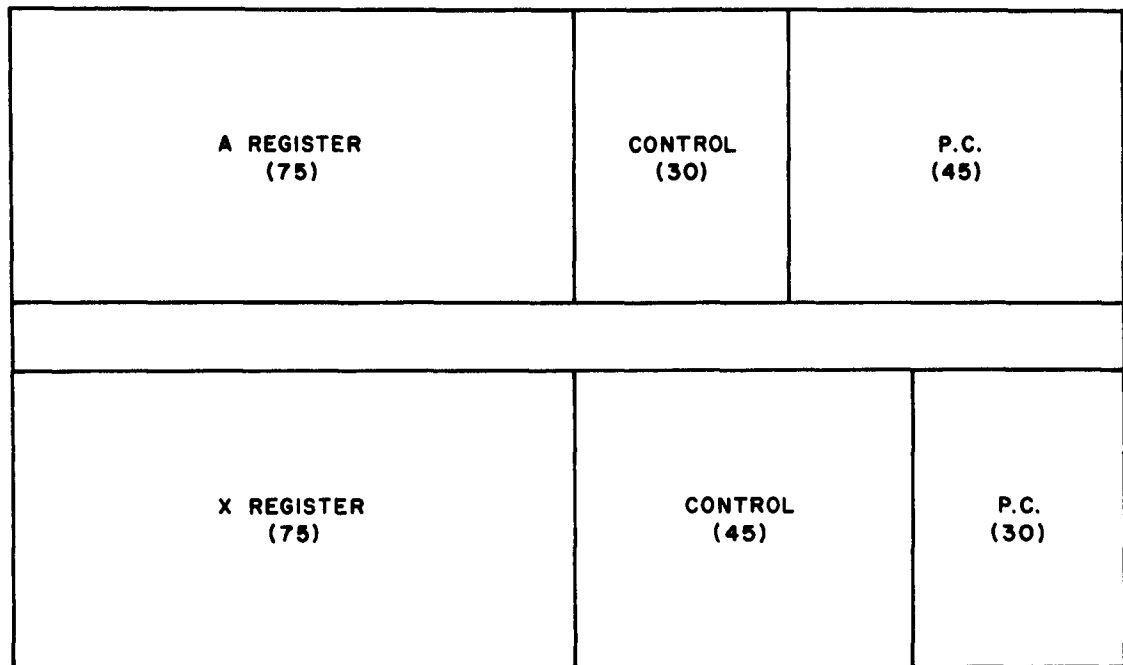 A REGISTER
(75)
CONTROL
(30)
P.C.
(45)
X REGISTER
(75)
CONTROL
(45)
P.C.
(30)